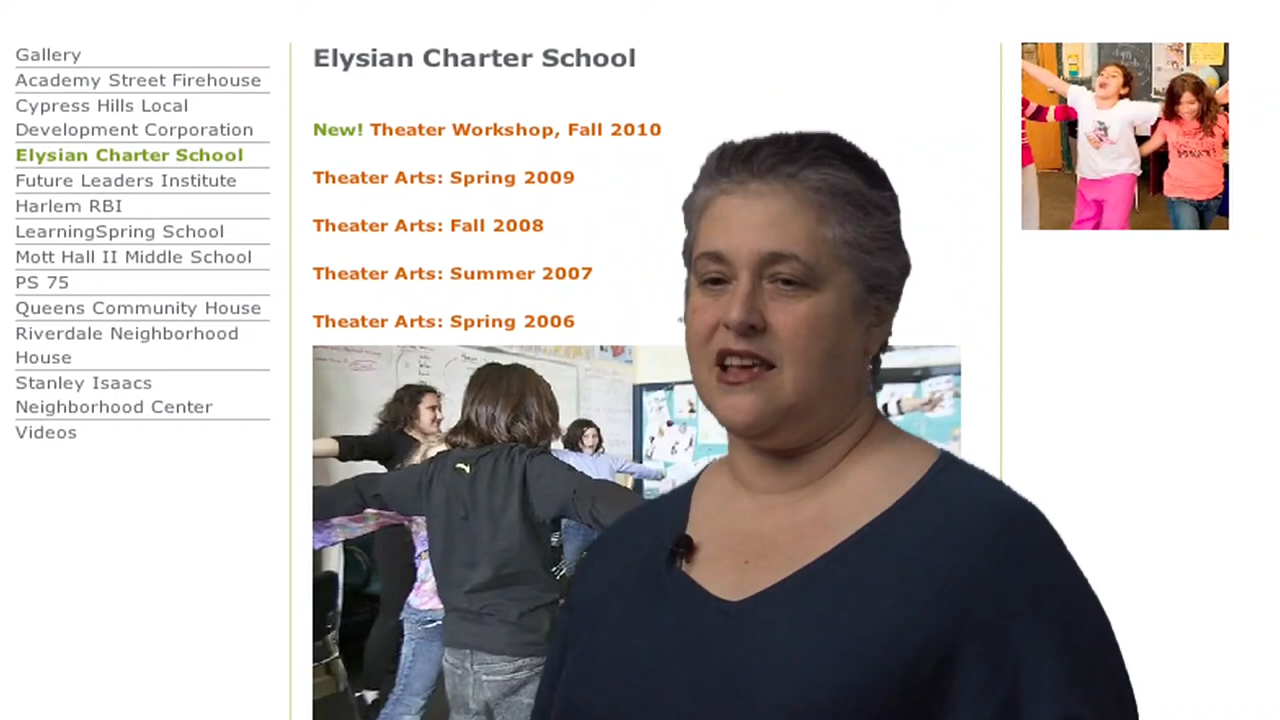 Gallery
Academy Street Firehouse
Cypress Hills Local
Development Corporation
Elysian Charter School
Future Leaders Institute
Harlem RBI
LearningSpring School
Mott Hall II Middle School
PS 75
Queens Community House
Riverdale Neighborhood
House
Stanley Isaacs
Neighborhood Center
Videos
Elysian Charter School
New! Theater Workshop, Fall 2010
Theater Arts: Spring 2009
Theater Arts: Fall 2008
Theater Arts: Summer 2007
Theater Arts: Spring 2006